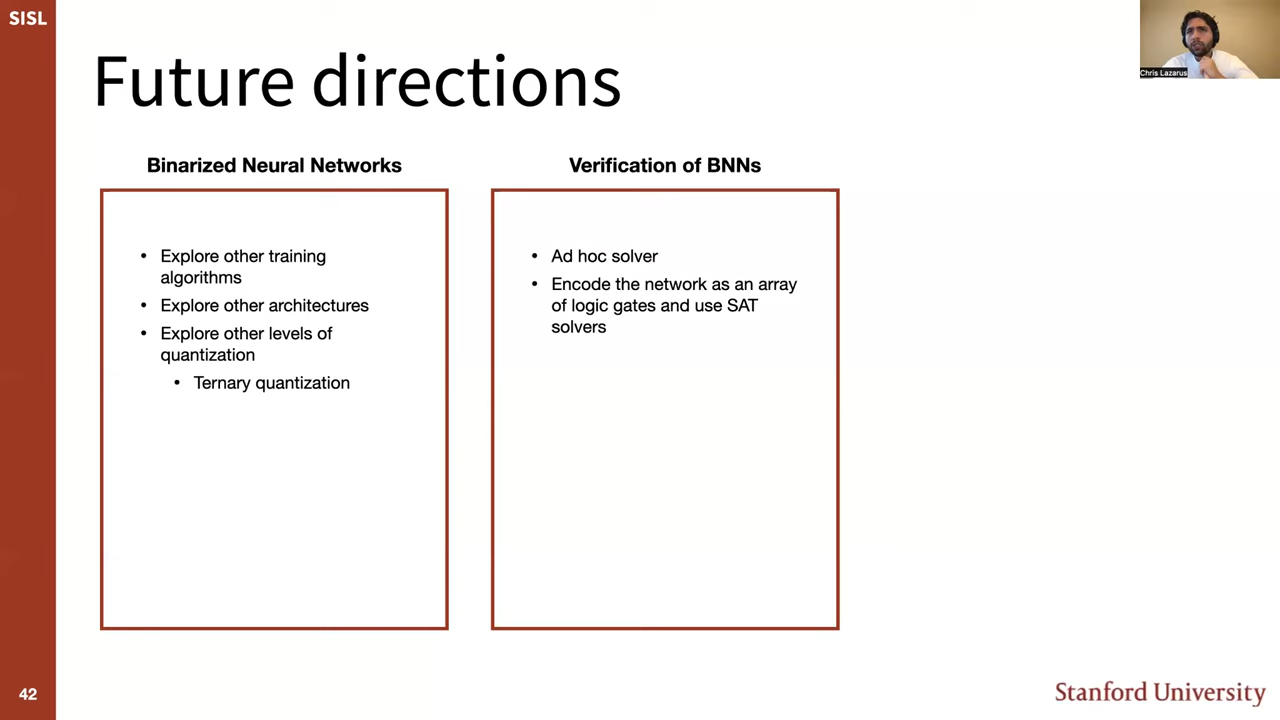 SISL
Chris Lazarus
Future directions
Binarized Neural Networks
• Explore other training
algorithms
• Explore other architectures
• Explore other levels of
quantization
• Ternary quantization
Verification of BNNs
• Ad hoc solver
• Encode the network as an array
of logic gates and use SAT
solvers
42
Stanford University